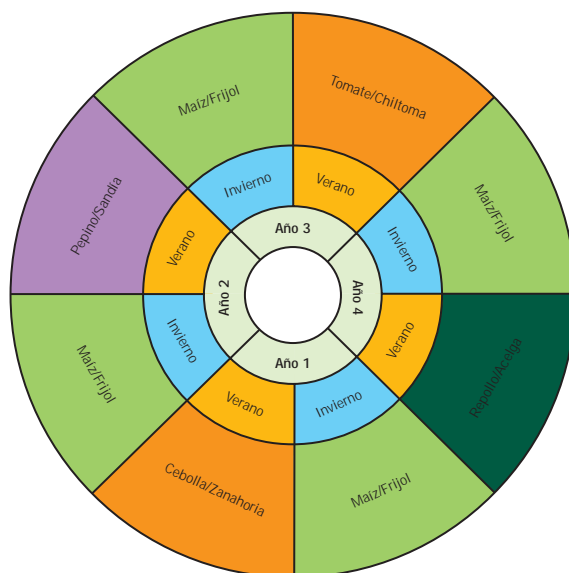 Maíz/Frijol
Tomate/Chiltoma
Pepino/Sandía
Maíz/Frijol
Invierno
Verano
Verano
Invierno
Año 3
Año 2
Año 4
Año 1
Invierno
Verano
Maíz/Frijol
Repollo/Acelga
Verano
Invierno
Cebolla/Zanahoria
Maíz/Frijol